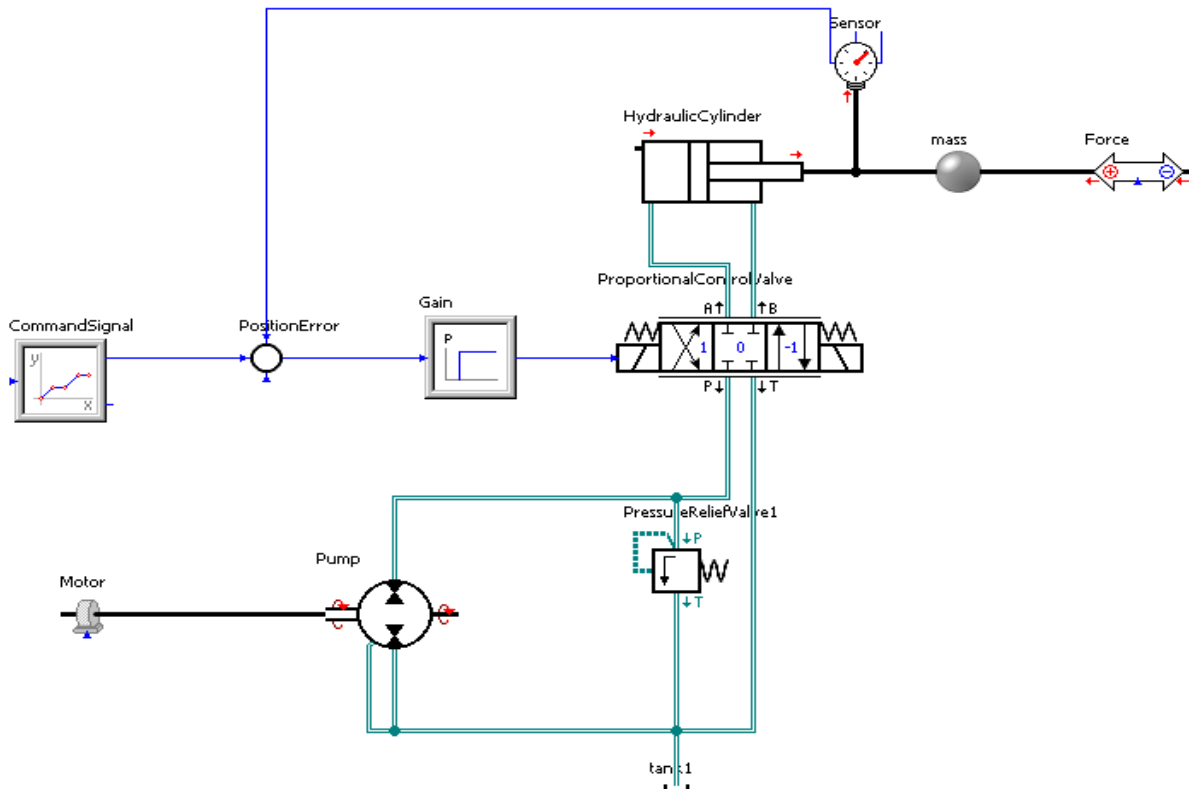 Sensor
HydraulicCylinder
mass
Force
ProportionalControlValve
A B
Gain
CommandSignal
PositionError
P
y
x
1 0 -1
P T
PressureReliefValve1
P
Pump
Motor
T
tank1